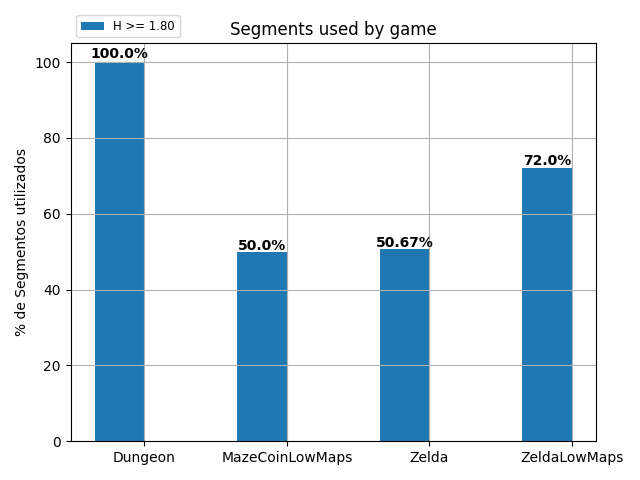 H >= 1.80
Segments used by game
% de Segmentos utilizados
100
80
60
40
20
0
100.0%
50.0%
50.67%
72.0%
Dungeon
MazeCoinLowMaps
Zelda
ZeldaLowMaps